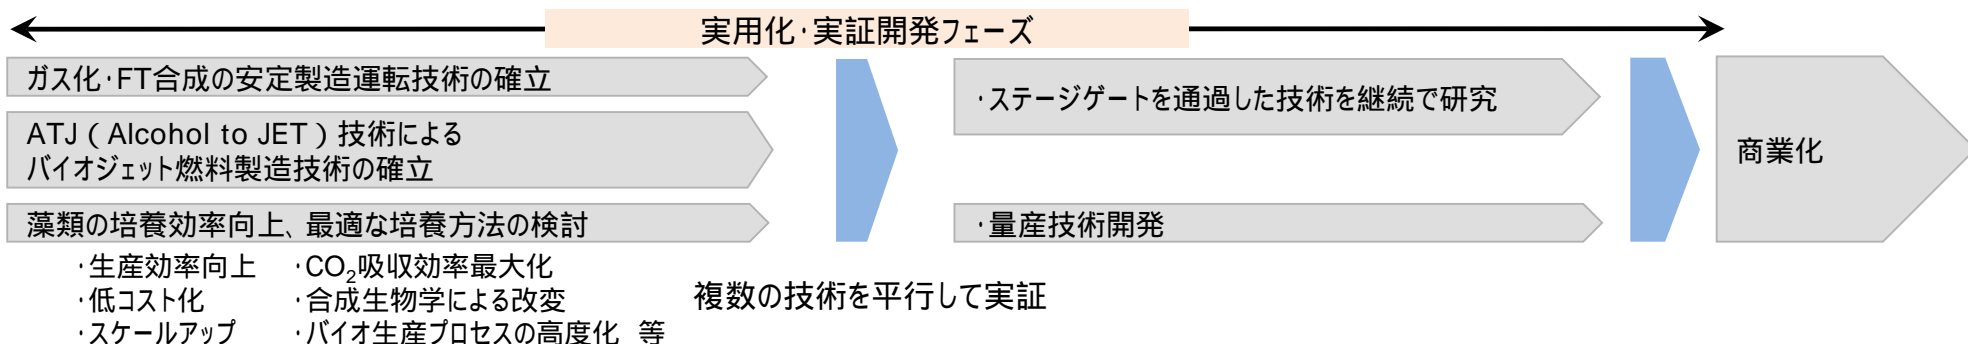 実用化･実証開発フェーズ
ガス化･FT合成の安定製造運転技術の確立
ATJ ( Alcohol to JET ) 技術による
バイオジェット燃料製造技術の確立
藻類の培養効率向上、最適な培養方法の検討
･生産効率向上 ･CO₂吸収効率最大化
･低コスト化 ･合成生物学による改変
･スケールアップ ･バイオ生産プロセスの高度化 等
複数の技術を平行して実証
･ステージゲートを通過した技術を継続で研究
･量産技術開発
商業化